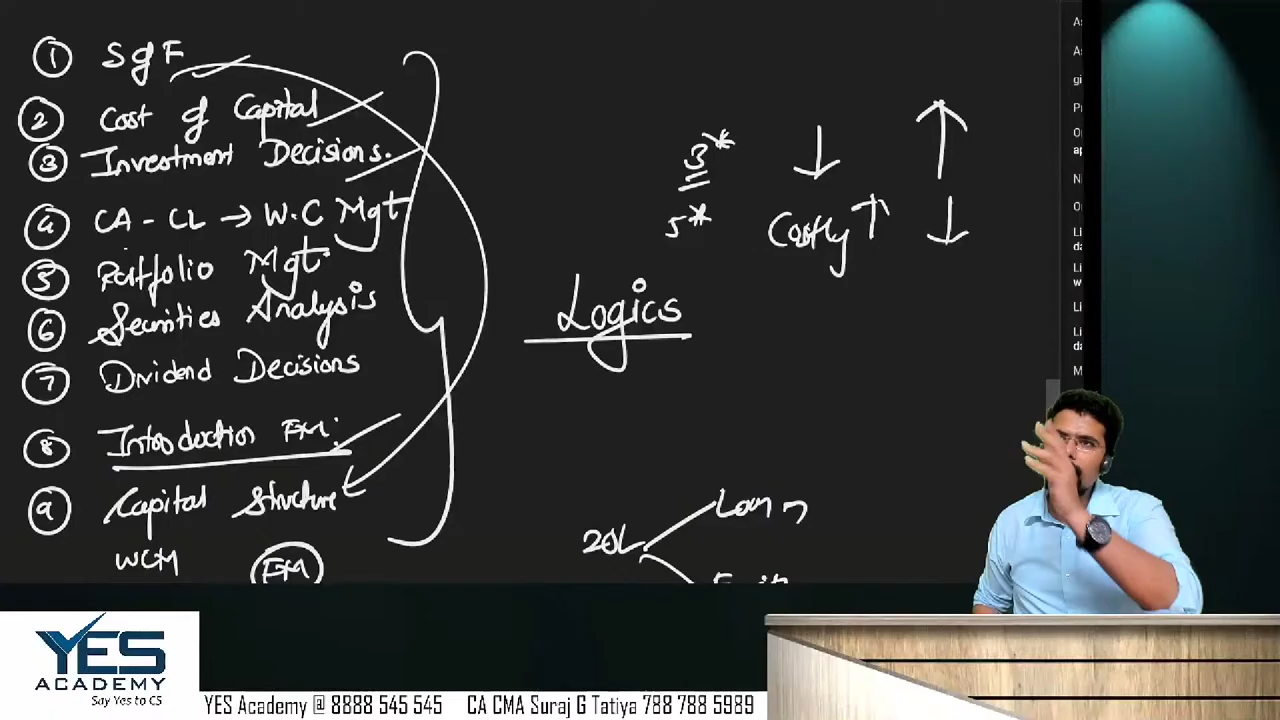 ① SOF
② Cost of Capital
③ Investment Decisions.
④ CA - CL → W.C Mgt
⑤ Portfolio Mgt.
⑥ Securities Analysis
⑦ Dividend Decisions
⑧ Introduction FM:
⑨ Capital Structure
WCM FM
3* ↓ ↑
5* Costly ↑ ↓
Logics
20L
Loan
YES
ACADEMY
Say Yes to CS
YES Academy @ 8888 545 545 CA CMA Suraj G Tatiya 788 788 5989